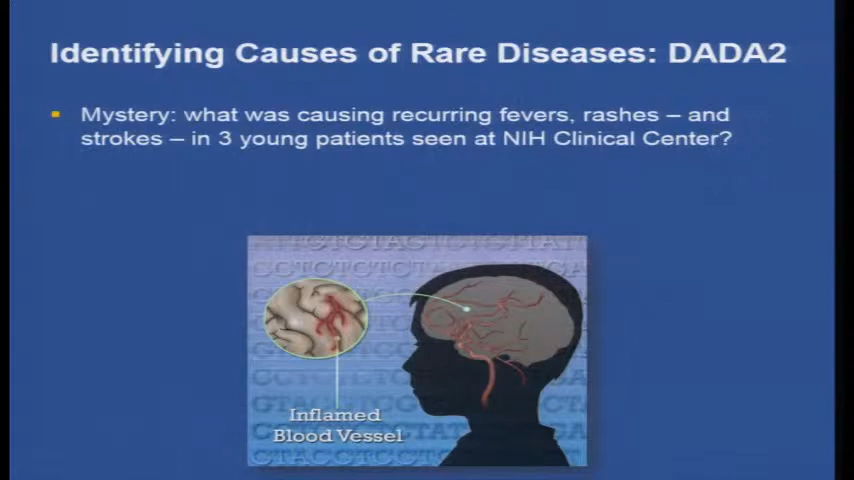 Identifying Causes of Rare Diseases: DADA2
Mystery: what was causing recurring fevers, rashes – and
strokes – in 3 young patients seen at NIH Clinical Center?
Inflamed
Blood Vessel